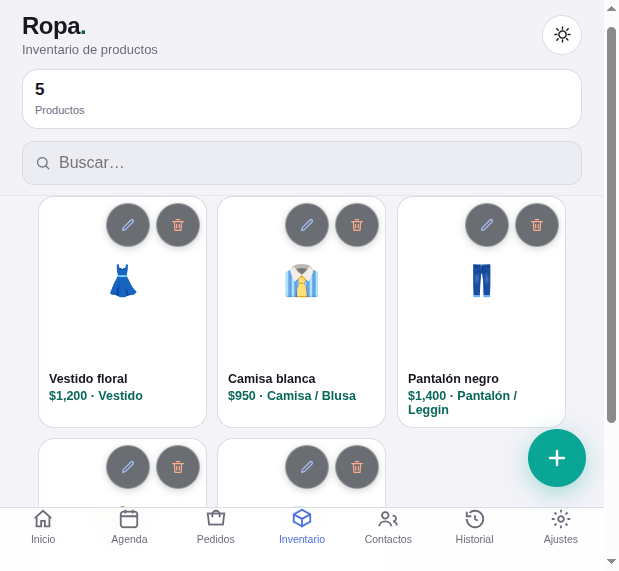 Ropa.
Inventario de productos
5
Productos
Buscar…
Vestido floral
$1,200 · Vestido
Camisa blanca
$950 · Camisa / Blusa
Pantalón negro
$1,400 · Pantalón /
Leggin
Inicio
Agenda
Pedidos
Inventario
Contactos
Historial
Ajustes